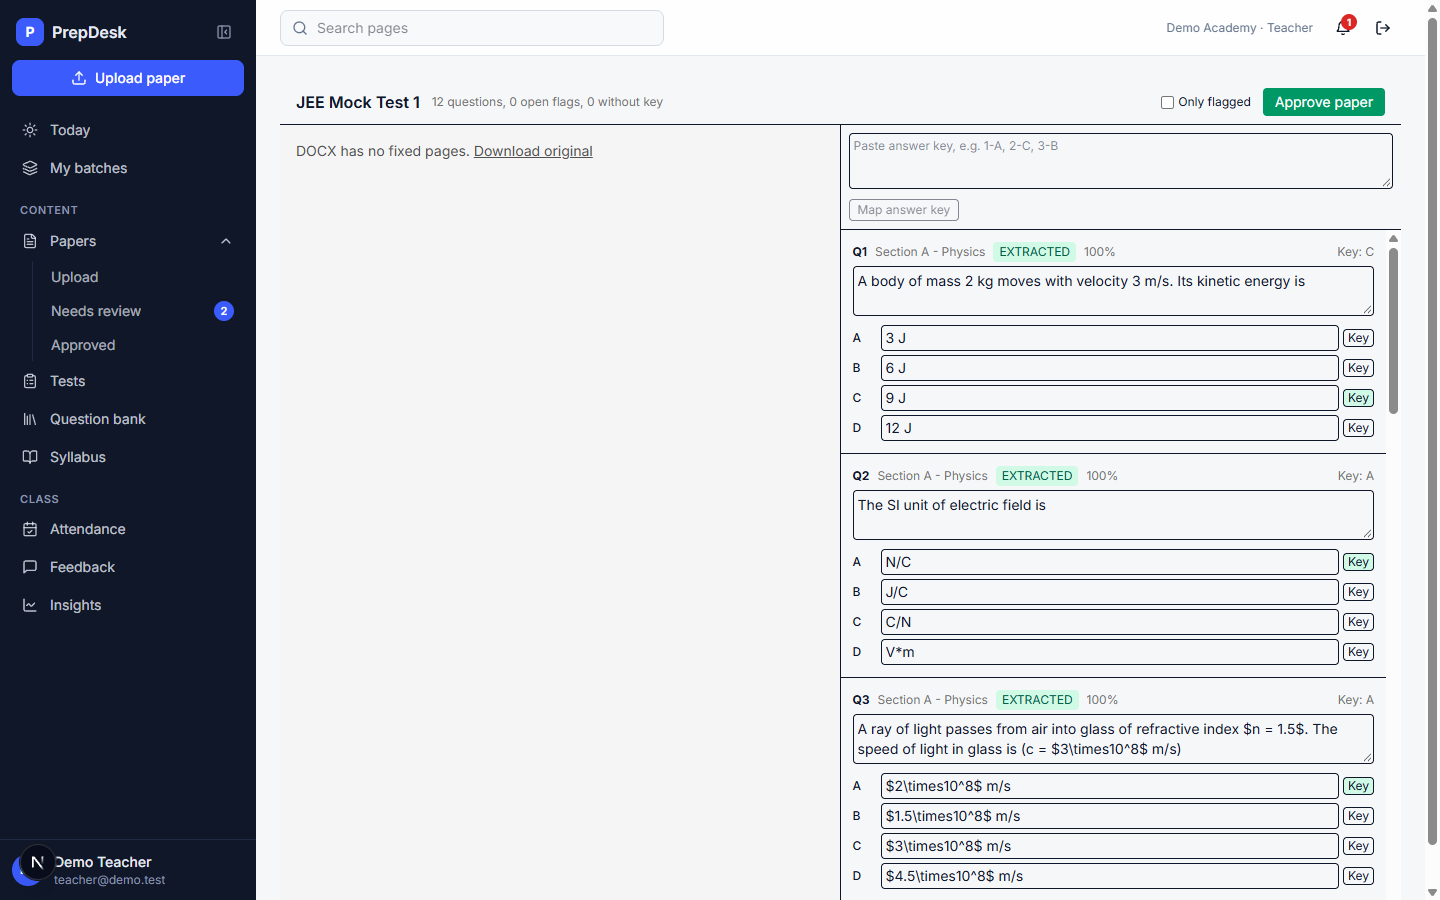 P PrepDesk
Upload paper
Today
My batches
CONTENT
Papers
Upload
Needs review 2
Approved
Tests
Question bank
Syllabus
CLASS
Attendance
Feedback
Insights
N Demo Teacher
teacher@demo.test
Search pages
Demo Academy · Teacher 1
JEE Mock Test 1 12 questions, 0 open flags, 0 without key Only flagged Approve paper
DOCX has no fixed pages. Download original
Paste answer key, e.g. 1-A, 2-C, 3-B
Map answer key
Q1 Section A - Physics EXTRACTED 100% Key: C
A body of mass 2 kg moves with velocity 3 m/s. Its kinetic energy is
A 3 J Key
B 6 J Key
C 9 J Key
D 12 J Key
Q2 Section A - Physics EXTRACTED 100% Key: A
The SI unit of electric field is
A N/C Key
B J/C Key
C C/N Key
D V*m Key
Q3 Section A - Physics EXTRACTED 100% Key: A
A ray of light passes from air into glass of refractive index $n = 1.5$. The
speed of light in glass is (c = $3\times10^8$ m/s)
A $2\times10^8$ m/s Key
B $1.5\times10^8$ m/s Key
C $3\times10^8$ m/s Key
D $4.5\times10^8$ m/s Key